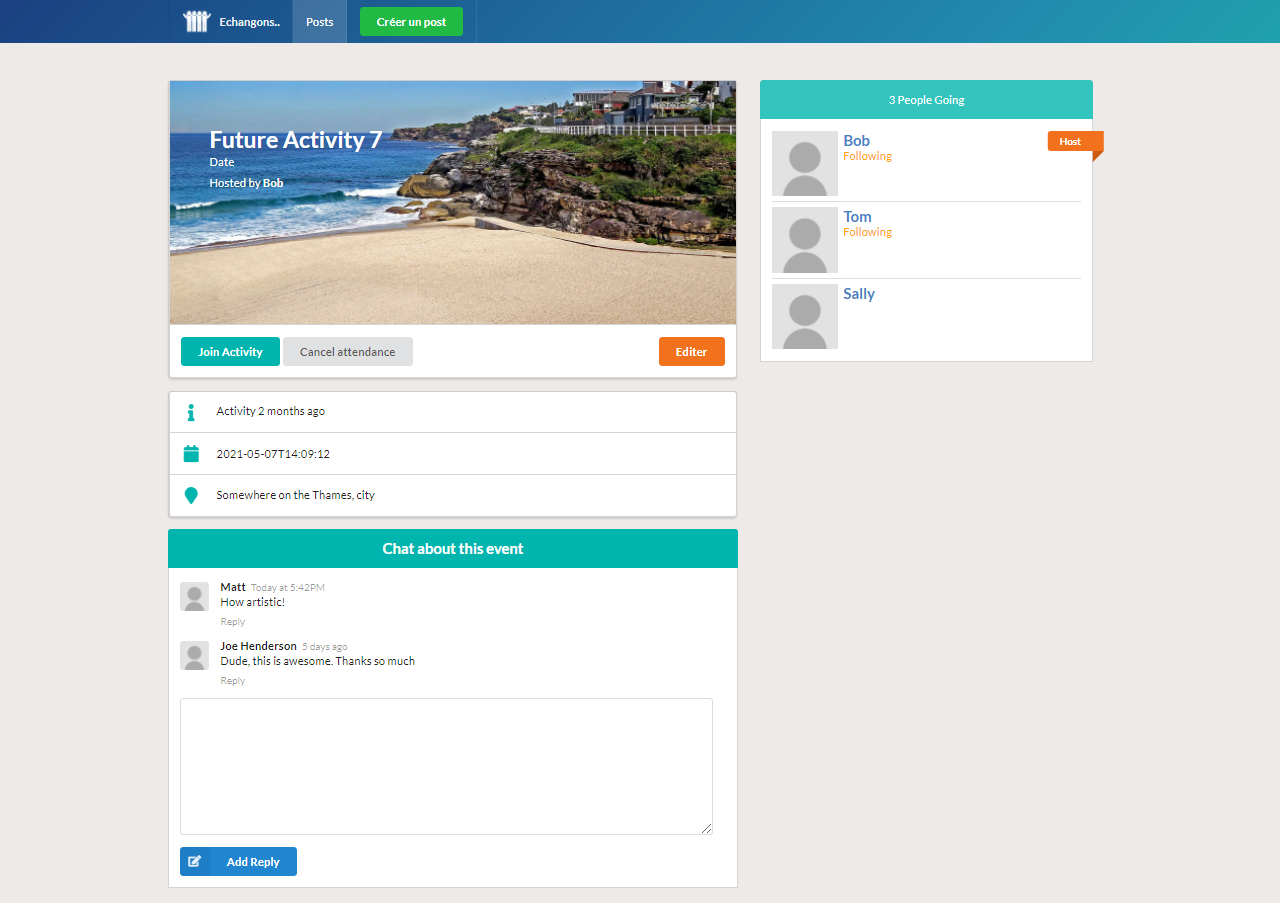 Echangons..
Posts
Créer un post
Future Activity 7
Date
Hosted by Bob
Join Activity
Cancel attendance
Editer
Activity 2 months ago
2021-05-07T14:09:12
Somewhere on the Thames, city
Chat about this event
Matt Today at 5:42PM
How artistic!
Reply
Joe Henderson 5 days ago
Dude, this is awesome. Thanks so much
Reply
Add Reply
3 People Going
Bob
Following
Host
Tom
Following
Sally